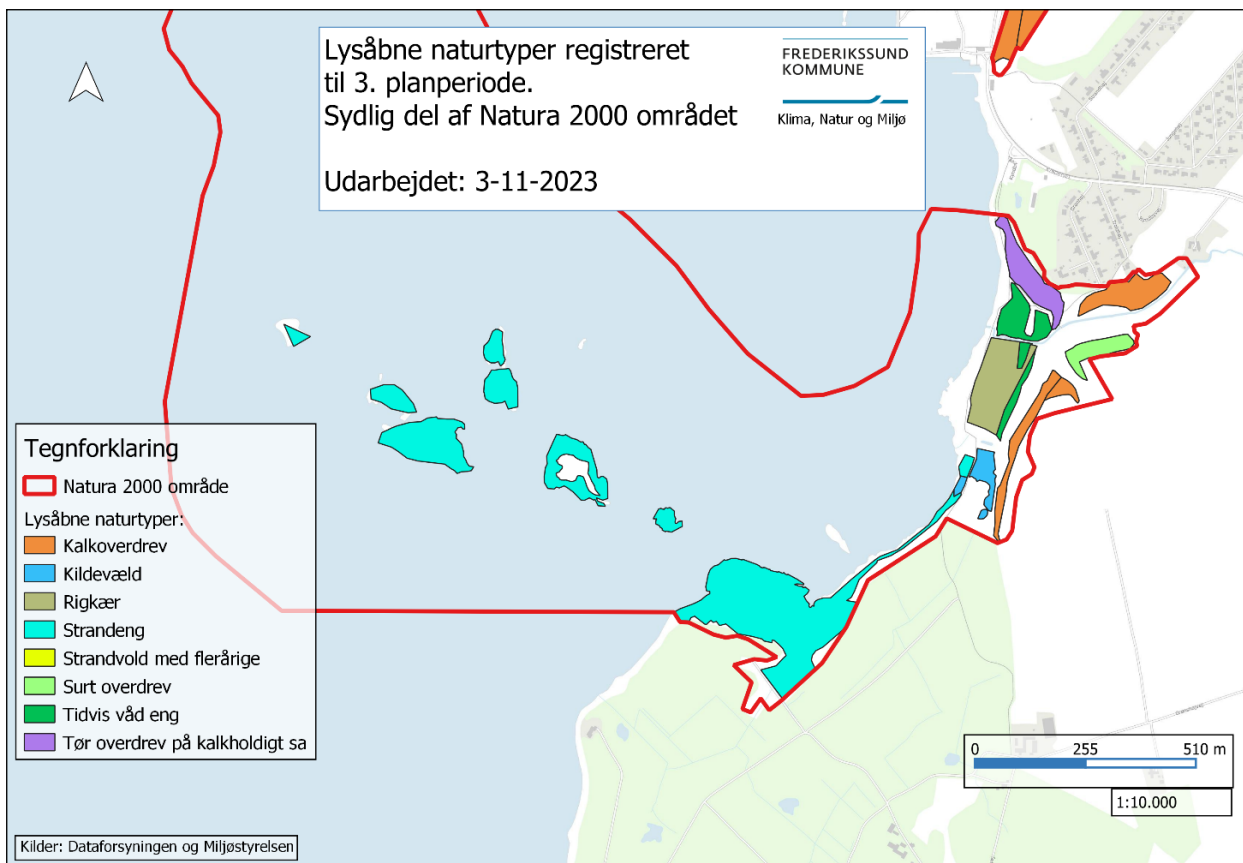 Lysåbne naturtyper registreret
til 3. planperiode.
Sydlig del af Natura 2000 området
Udarbejdet: 3-11-2023
FREDERIKSSUND
KOMMUNE
Klima, Natur og Miljø
Tegnforklaring
Natura 2000 område
Lysåbne naturtyper:
Kalkoverdrev
Kildevæld
Rigkær
Strandeng
Strandvold med flerårige
Surt overdrev
Tidvis våd eng
Tør overdrev på kalkholdigt sa
0 255 510 m
1:10.000
Kilder: Dataforsyningen og Miljøstyrelsen